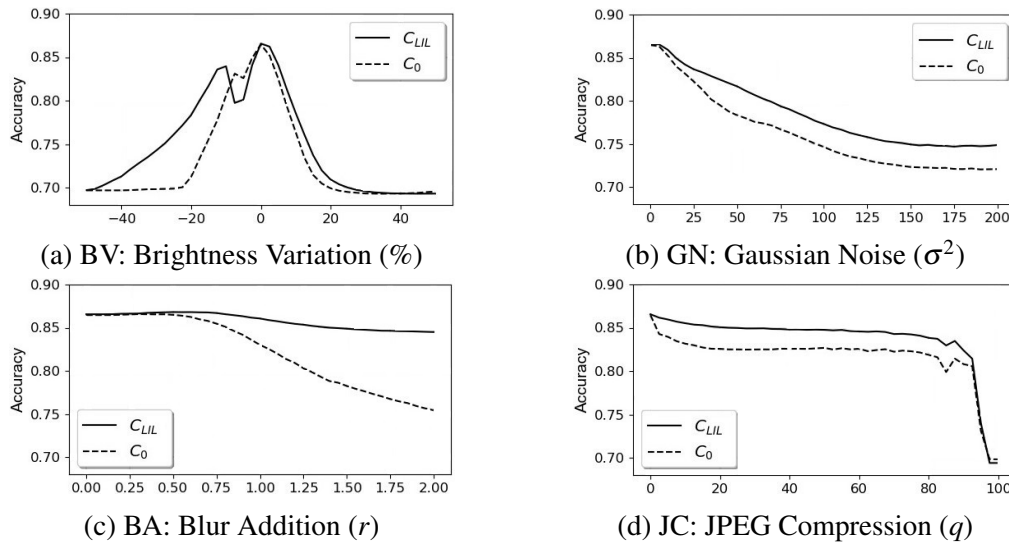 0.90
0.85
0.80
0.75
0.70
Accuracy
C_LIL
C_0
−40 −20 0 20 40
(a) BV: Brightness Variation (%)
0.90
0.85
0.80
0.75
0.70
Accuracy
C_LIL
C_0
0 25 50 75 100 125 150 175 200
(b) GN: Gaussian Noise (σ²)
0.90
0.85
0.80
0.75
0.70
Accuracy
C_LIL
C_0
0.00 0.25 0.50 0.75 1.00 1.25 1.50 1.75 2.00
(c) BA: Blur Addition (r)
0.90
0.85
0.80
0.75
0.70
Accuracy
C_LIL
C_0
0 20 40 60 80 100
(d) JC: JPEG Compression (q)